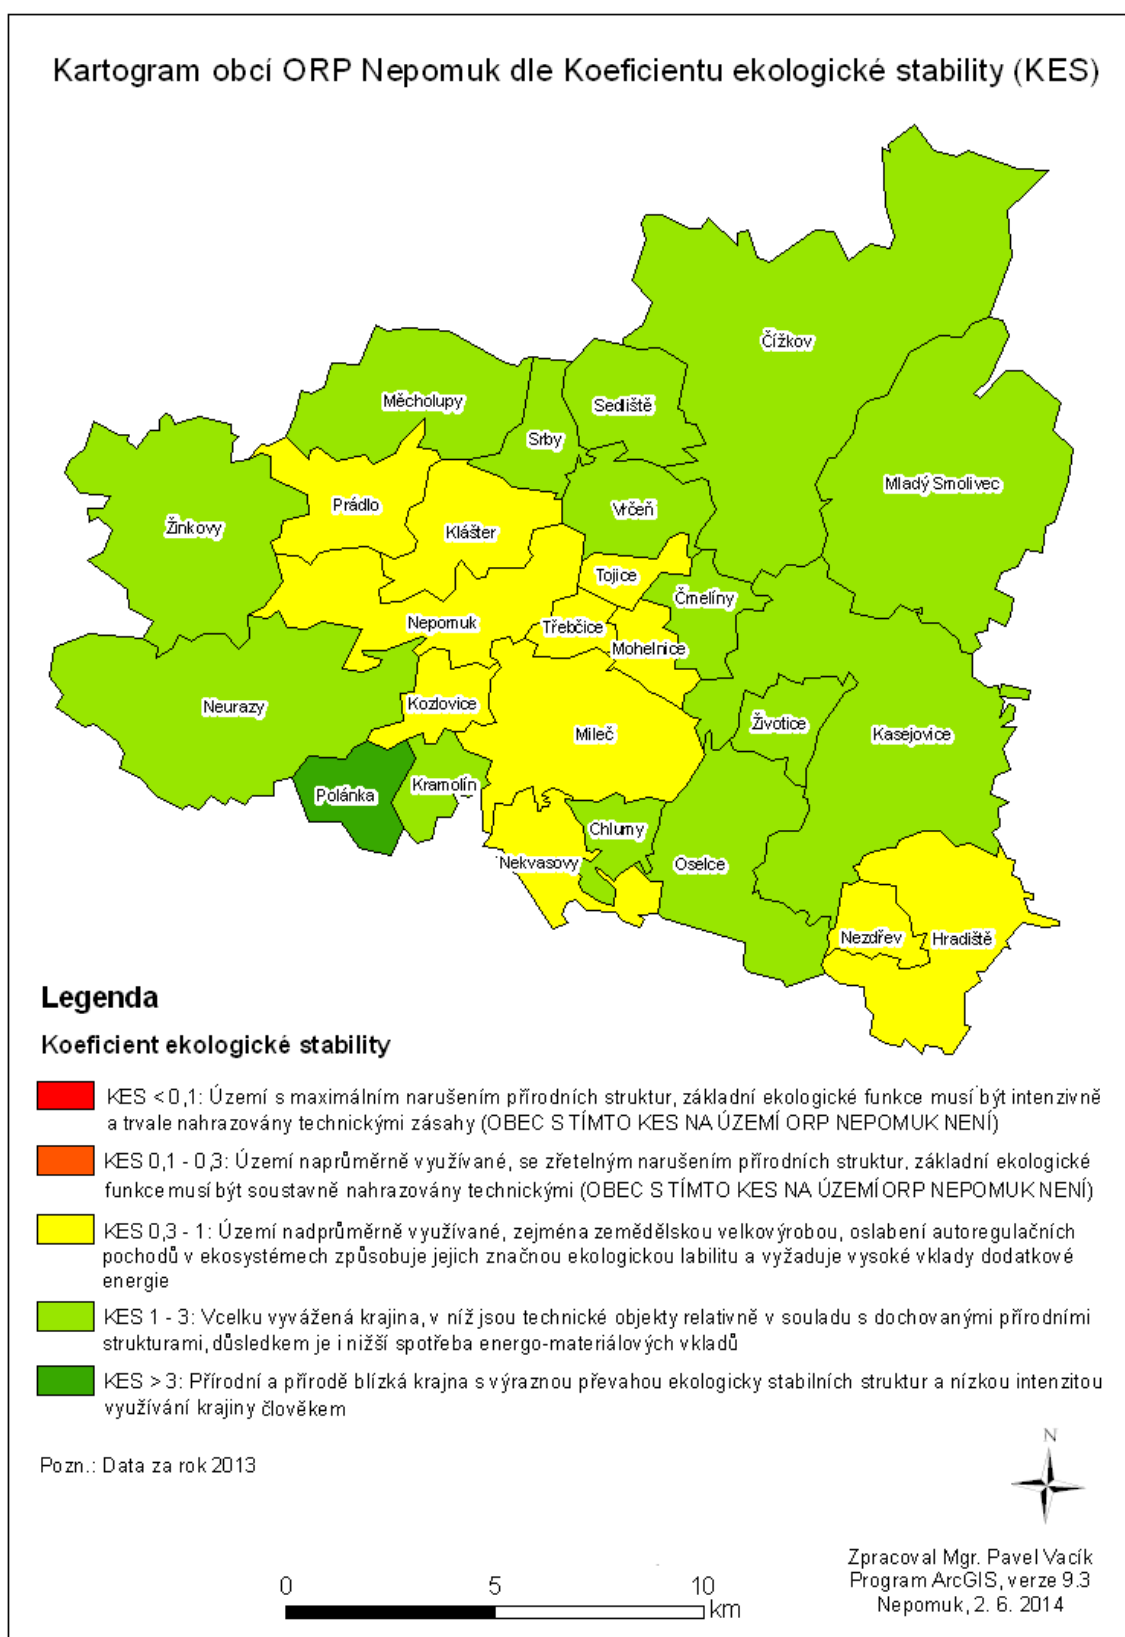 Kartogram obcí ORP Nepomuk dle Koeficientu ekologické stability (KES)
Čížkov
Měcholupy
Sedliště
Srby
Mladý Smolivec
Prádlo
Vrčeň
Žinkovy
Klášter
Tojice
Čmelíny
Nepomuk
Třebčice
Mohelnice
Neurazy
Kozlovice
Životice
Mileč
Kasejovice
Polánka
Kramolín
Chlumy
Nekvasovy
Oselce
Nezdřev
Hradiště
Legenda
Koeficient ekologické stability
KES < 0,1: Území s maximálním narušením přírodních struktur, základní ekologické funkce musí být intenzivně
a trvale nahrazovány technickými zásahy (OBEC S TÍMTO KES NA ÚZEMÍ ORP NEPOMUK NENÍ)
KES 0,1 - 0,3: Území naprůměrně využívané, se zřetelným narušením přírodních struktur, základní ekologické
funkce musí být soustavně nahrazovány technickými (OBEC S TÍMTO KES NA ÚZEMÍ ORP NEPOMUK NENÍ)
KES 0,3 - 1: Území nadprůměrně využívané, zejména zemědělskou velkovýrobou, oslabení autoregulačních
pochodů v ekosystémech způsobuje jejich značnou ekologickou labilitu a vyžaduje vysoké vklady dodatkové
energie
KES 1 - 3: Vcelku vyvážená krajina, v níž jsou technické objekty relativně v souladu s dochovanými přírodními
strukturami, důsledkem je i nižší spotřeba energo-materiálových vkladů
KES > 3: Přírodní a přírodě blízká krajna s výraznou převahou ekologicky stabilních struktur a nízkou intenzitou
využívání krajiny člověkem
Pozn.: Data za rok 2013
N
Zpracoval Mgr. Pavel Vacík
Program ArcGIS, verze 9.3
Nepomuk, 2. 6. 2014
0 5 10
km